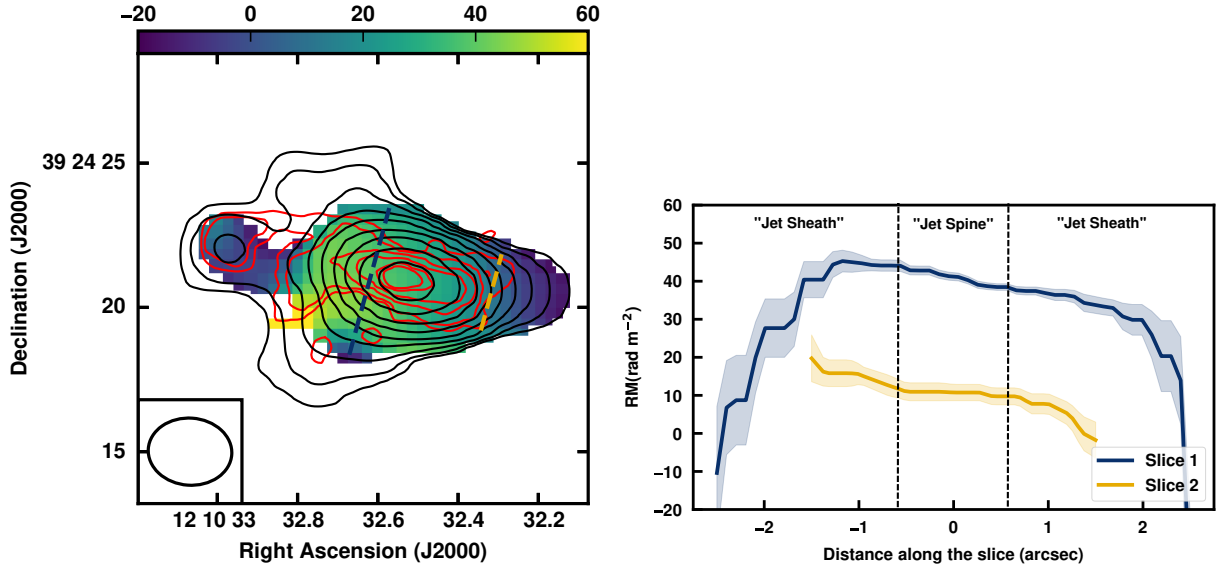 −20 0 20 40 60
39 24 25
20
15
Declination (J2000)
12 10 33 32.8 32.6 32.4 32.2
Right Ascension (J2000)
60
50
40
30
20
10
0
−10
−20
RM(rad m⁻²)
"Jet Sheath" "Jet Spine" "Jet Sheath"
Slice 1
Slice 2
−2 −1 0 1 2
Distance along the slice (arcsec)